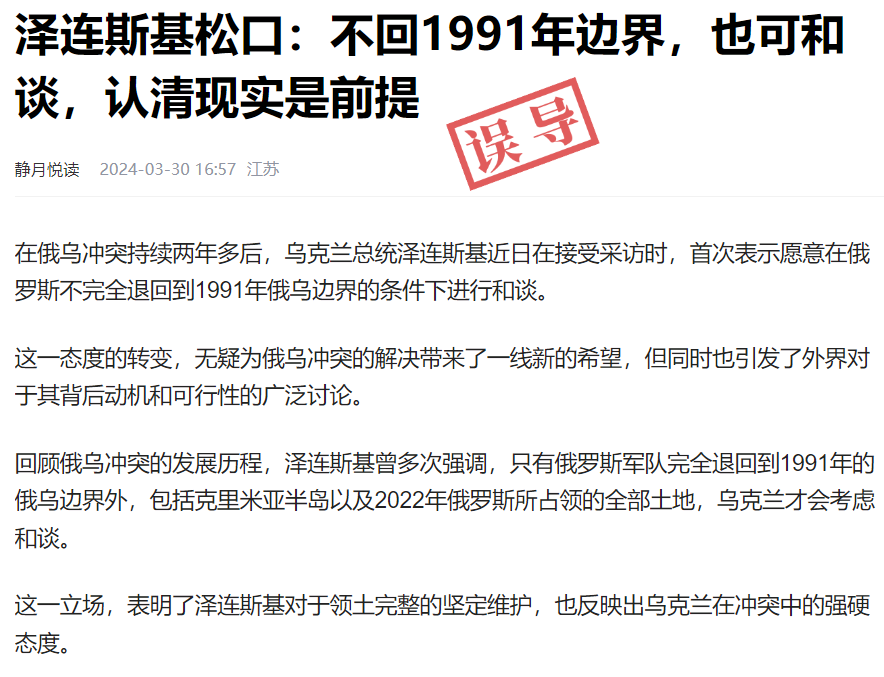 泽连斯基松口：不回1991年边界，也可和
谈，认清现实是前提
误导
静月悦读 2024-03-30 16:57 江苏
在俄乌冲突持续两年多后，乌克兰总统泽连斯基近日在接受采访时，首次表示愿意在俄
罗斯不完全退回到1991年俄乌边界的条件下进行和谈。
这一态度的转变，无疑为俄乌冲突的解决带来了一线新的希望，但同时也引发了外界对
于其背后动机和可行性的广泛讨论。
回顾俄乌冲突的发展历程，泽连斯基曾多次强调，只有俄罗斯军队完全退回到1991年的
俄乌边界外，包括克里米亚半岛以及2022年俄罗斯所占领的全部土地，乌克兰才会考虑
和谈。
这一立场，表明了泽连斯基对于领土完整的坚定维护，也反映出乌克兰在冲突中的强硬
态度。